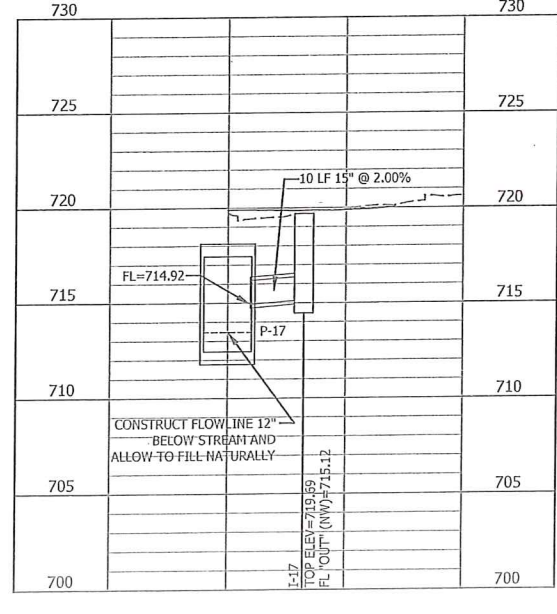 730
730
725
725
10 LF 15" @ 2.00%
720
720
FL=714.92
715
715
P-17
710
710
CONSTRUCT FLOWLINE 12"
BELOW STREAM AND
ALLOW TO FILL NATURALLY
705
705
I-17
TOP ELEV=719.69
FL "OUT" (NW)=715.12
700
700